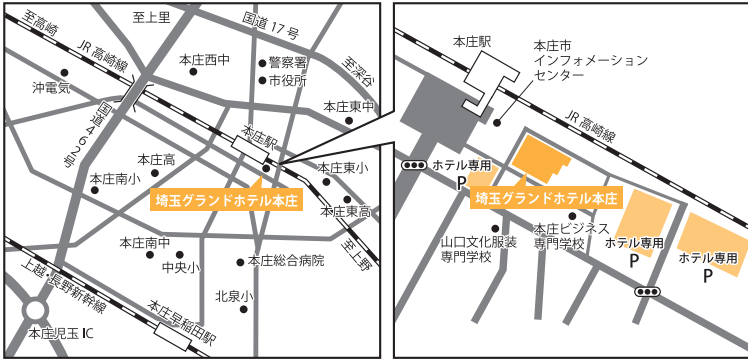 至高崎
至上里
国道17号
JR高崎線
本庄西中
警察署
市役所
至深谷
沖電気
国道462号
本庄東中
本庄駅
本庄高
本庄南小
本庄東小
埼玉グランドホテル本庄
本庄東高
至上野
本庄南中
中央小
本庄総合病院
上越・長野新幹線
北泉小
本庄早稲田駅
本庄児玉IC
本庄駅
本庄市
インフォメーション
センター
JR高崎線
ホテル専用
P
埼玉グランドホテル本庄
山口文化服装
専門学校
本庄ビジネス
専門学校
ホテル専用
P
ホテル専用
P